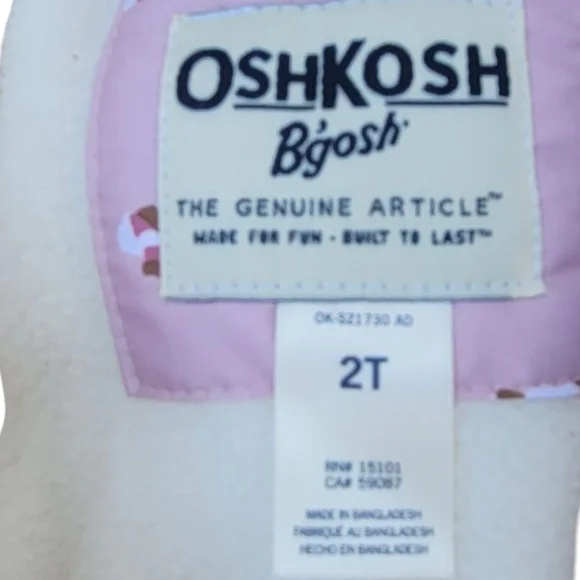 OSHKOSH
B'gosh
THE GENUINE ARTICLE™
MADE FOR FUN - BUILT TO LAST™
OK-SZ1730 AD
2T
RN# 15101
CA# 59087
MADE IN BANGLADESH
FABRIQUÉ AU BANGLADESH
HECHO EN BANGLADESH